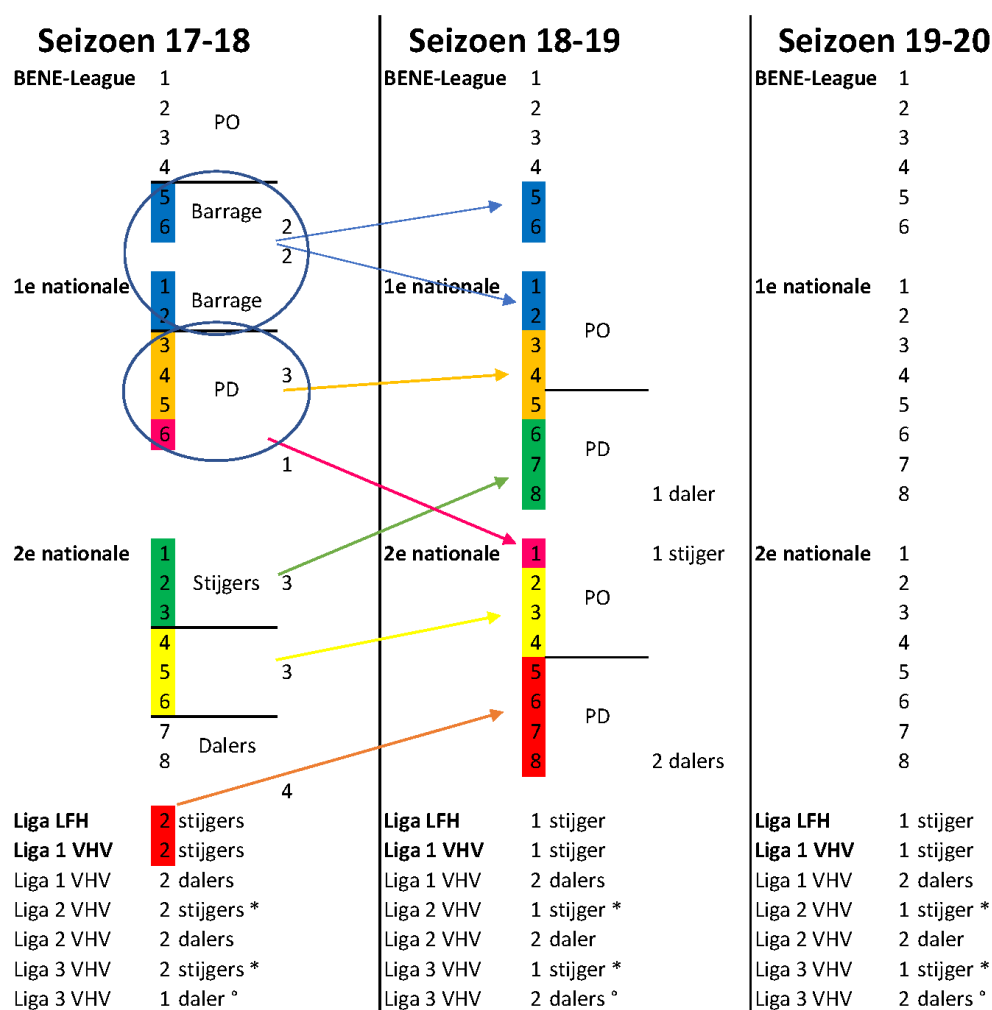 Seizoen 17-18
BENE-League 1
2
3
PO
4
5
Barrage
6
2
2
1e nationale 1
Barrage
2
3
4
PD
3
5
6
1
2e nationale 1
2
Stijgers
3
3
4
5
3
6
7
Dalers
8
4
Liga LFH 2 stijgers
Liga 1 VHV 2 stijgers
Liga 1 VHV 2 dalers
Liga 2 VHV 2 stijgers *
Liga 2 VHV 2 dalers
Liga 3 VHV 2 stijgers *
Liga 3 VHV 1 daler °
Seizoen 18-19
BENE-League 1
2
3
4
5
6
1e nationale 1
2
PO
3
4
5
6
PD
7
8 1 daler
2e nationale 1 1 stijger
2
PO
3
4
5
6
PD
7
8 2 dalers
Liga LFH 1 stijger
Liga 1 VHV 1 stijger
Liga 1 VHV 2 dalers
Liga 2 VHV 1 stijger *
Liga 2 VHV 2 daler
Liga 3 VHV 1 stijger *
Liga 3 VHV 2 dalers °
Seizoen 19-20
BENE-League 1
2
3
4
5
6
1e nationale 1
2
3
4
5
6
7
8
2e nationale 1
2
3
4
5
6
7
8
Liga LFH 1 stijger
Liga 1 VHV 1 stijger
Liga 1 VHV 2 dalers
Liga 2 VHV 1 stijger *
Liga 2 VHV 2 daler
Liga 3 VHV 1 stijger *
Liga 3 VHV 2 dalers °